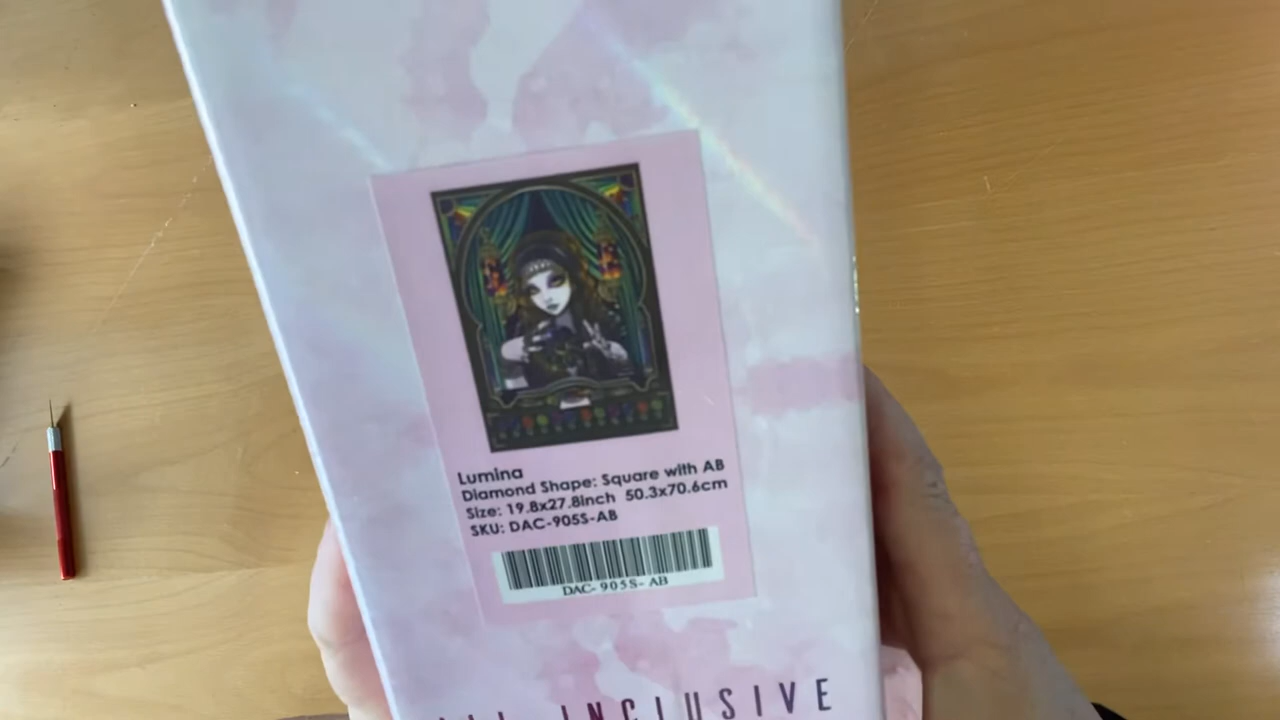 Lumina
Diamond Shape: Square with AB
Size: 19.8x27.8inch 50.3x70.6cm
SKU: DAC-905S-AB
DAC-905S-AB
ALL INCLUSIVE